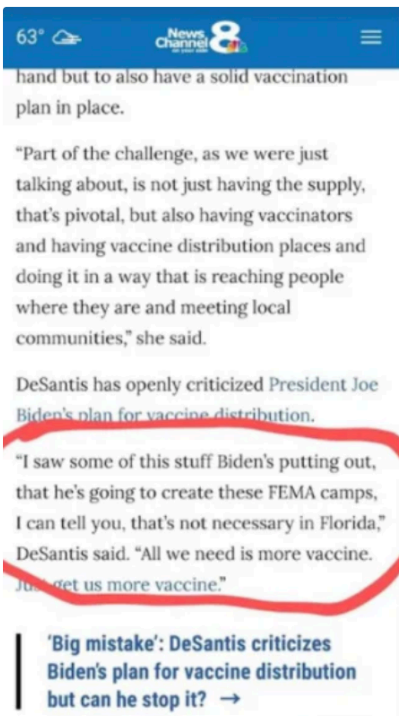 63°
News
Channel 8
hand but to also have a solid vaccination
plan in place.
“Part of the challenge, as we were just
talking about, is not just having the supply,
that’s pivotal, but also having vaccinators
and having vaccine distribution places and
doing it in a way that is reaching people
where they are and meeting local
communities,” she said.
DeSantis has openly criticized President Joe
Biden’s plan for vaccine distribution.
“I saw some of this stuff Biden’s putting out,
that he’s going to create these FEMA camps,
I can tell you, that’s not necessary in Florida,”
DeSantis said. “All we need is more vaccine.
Just get us more vaccine.”
‘Big mistake’: DeSantis criticizes
Biden’s plan for vaccine distribution
but can he stop it? →